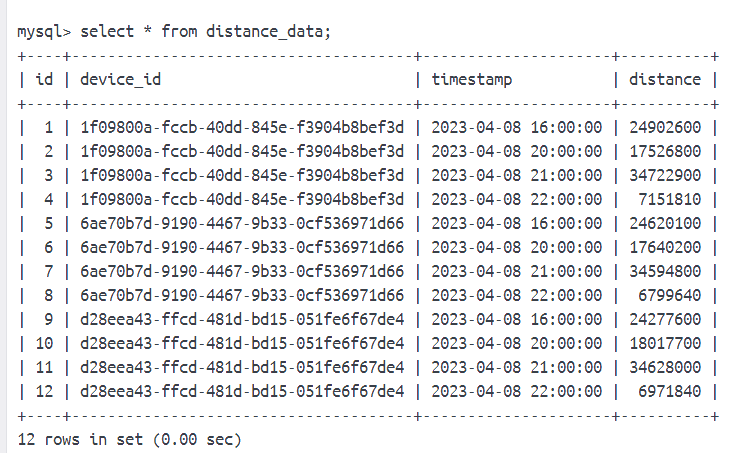 mysql> select * from distance_data;
+----+--------------------------------------+---------------------+----------+
| id | device_id                            | timestamp           | distance |
+----+--------------------------------------+---------------------+----------+
|  1 | 1f09800a-fccb-40dd-845e-f3904b8bef3d | 2023-04-08 16:00:00 | 24902600 |
|  2 | 1f09800a-fccb-40dd-845e-f3904b8bef3d | 2023-04-08 20:00:00 | 17526800 |
|  3 | 1f09800a-fccb-40dd-845e-f3904b8bef3d | 2023-04-08 21:00:00 | 34722900 |
|  4 | 1f09800a-fccb-40dd-845e-f3904b8bef3d | 2023-04-08 22:00:00 |  7151810 |
|  5 | 6ae70b7d-9190-4467-9b33-0cf536971d66 | 2023-04-08 16:00:00 | 24620100 |
|  6 | 6ae70b7d-9190-4467-9b33-0cf536971d66 | 2023-04-08 20:00:00 | 17640200 |
|  7 | 6ae70b7d-9190-4467-9b33-0cf536971d66 | 2023-04-08 21:00:00 | 34594800 |
|  8 | 6ae70b7d-9190-4467-9b33-0cf536971d66 | 2023-04-08 22:00:00 |  6799640 |
|  9 | d28eea43-ffcd-481d-bd15-051fe6f67de4 | 2023-04-08 16:00:00 | 24277600 |
| 10 | d28eea43-ffcd-481d-bd15-051fe6f67de4 | 2023-04-08 20:00:00 | 18017700 |
| 11 | d28eea43-ffcd-481d-bd15-051fe6f67de4 | 2023-04-08 21:00:00 | 34628000 |
| 12 | d28eea43-ffcd-481d-bd15-051fe6f67de4 | 2023-04-08 22:00:00 |  6971840 |
+----+--------------------------------------+---------------------+----------+
12 rows in set (0.00 sec)